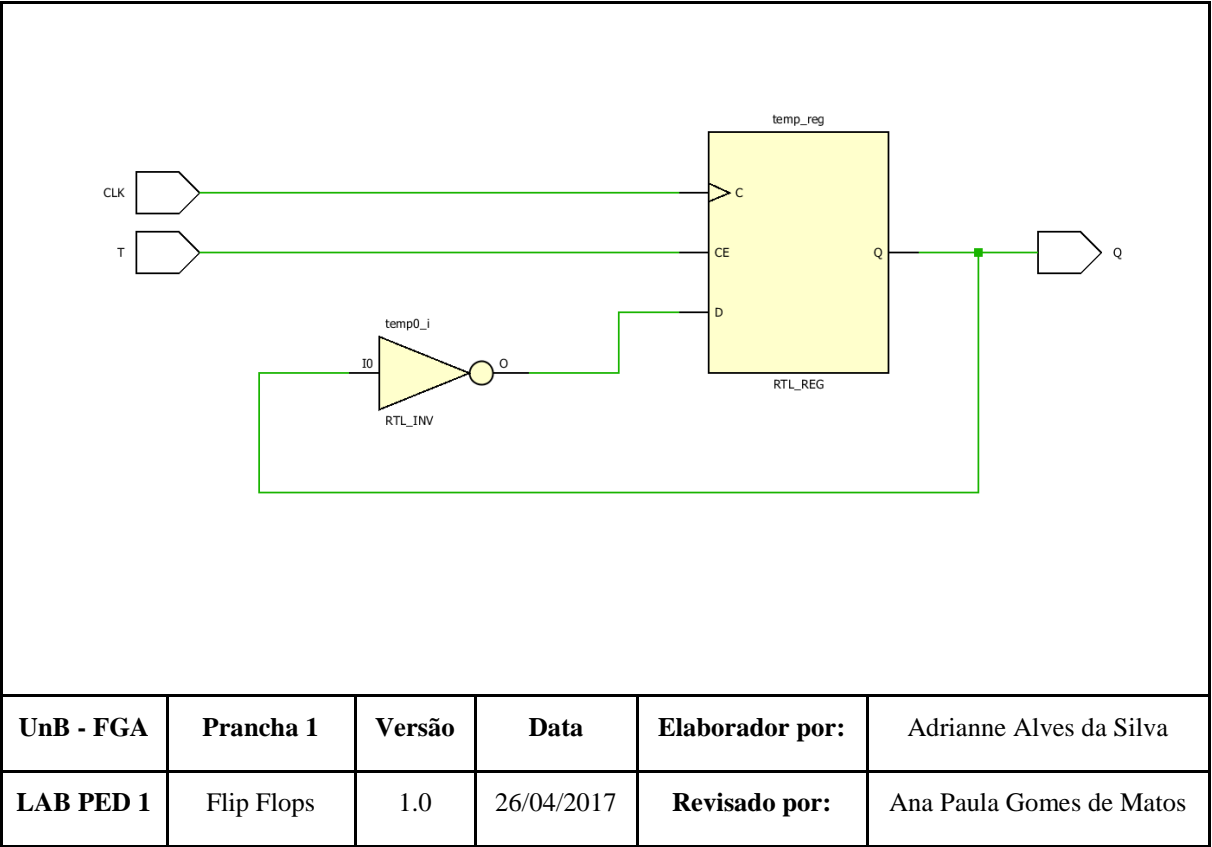 temp_reg
CLK
C
T
CE
Q
Q
D
temp0_i
I0
O
RTL_REG
RTL_INV
UnB - FGA Prancha 1 Versão Data Elaborador por: Adrianne Alves da Silva
LAB PED 1 Flip Flops 1.0 26/04/2017 Revisado por: Ana Paula Gomes de Matos